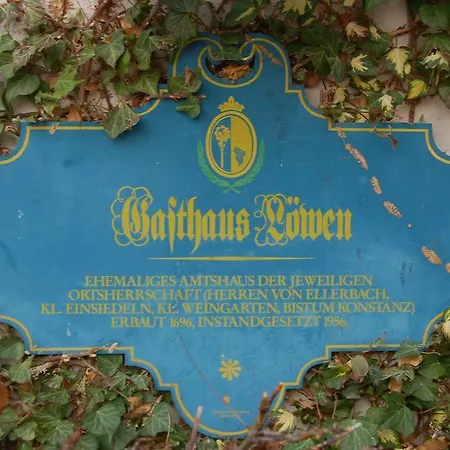 Gasthaus Löwen
EHEMALIGES AMTSHAUS DER JEWEILIGEN
ORTSHERRSCHAFT (HERREN VON ELLERBACH,
KL. EINSIEDELN, KL. WEINGARTEN, BISTUM KONSTANZ)
ERBAUT 1696, INSTANDGESETZT 1956.